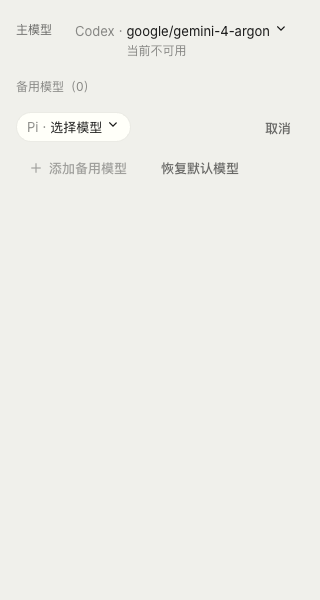 主模型 Codex · google/gemini-4-argon
当前不可用
备用模型（0）
Pi · 选择模型 取消
+ 添加备用模型 恢复默认模型